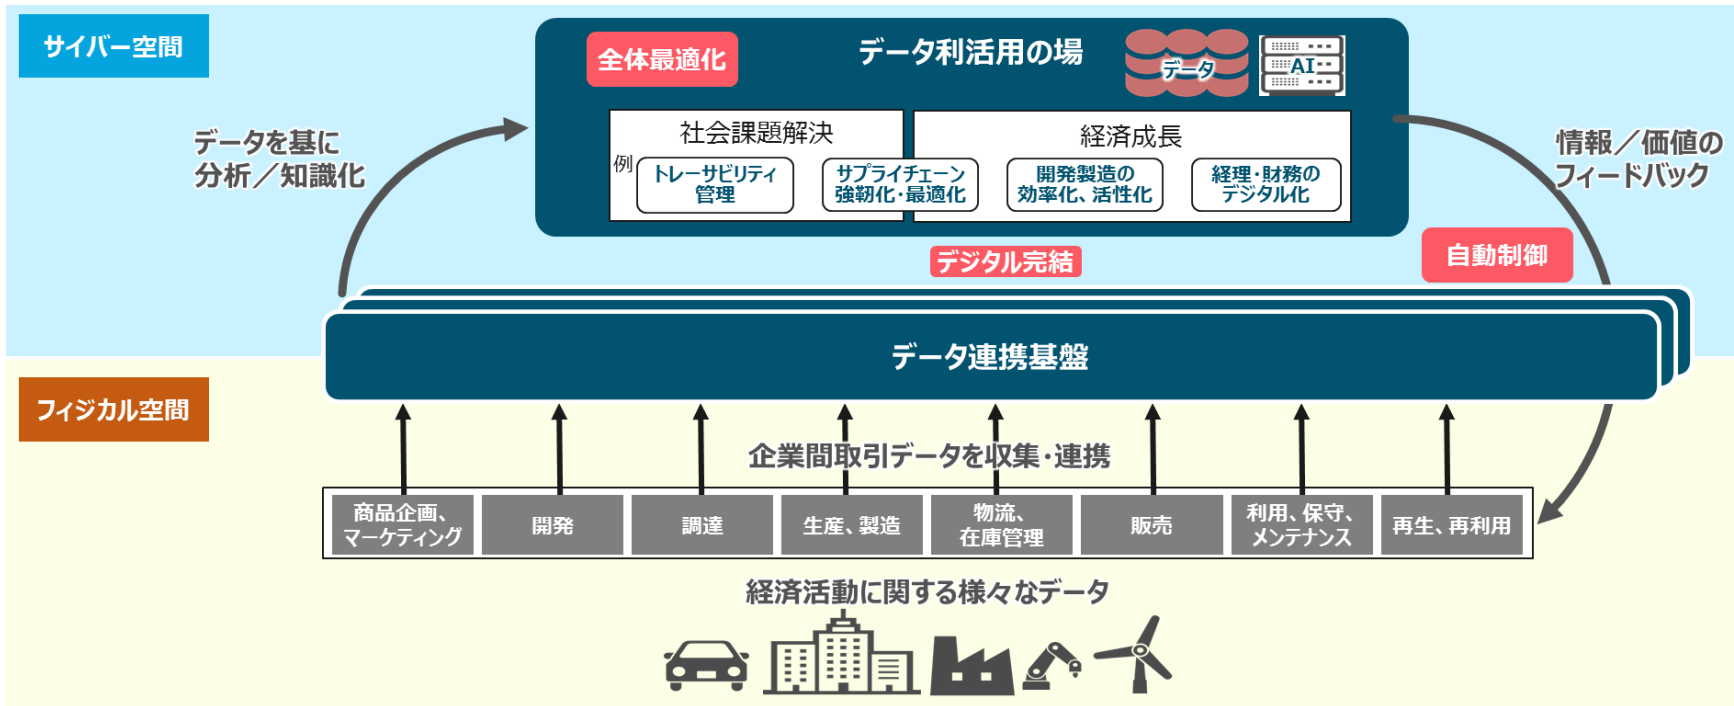 サイバー空間
全体最適化
データ利活用の場
データ
AI
データを基に
分析／知識化
社会課題解決
経済成長
例
トレーサビリティ
管理
サプライチェーン
強靭化・最適化
開発製造の
効率化、活性化
経理・財務の
デジタル化
情報／価値の
フィードバック
デジタル完結
自動制御
データ連携基盤
フィジカル空間
企業間取引データを収集・連携
商品企画、
マーケティング
開発
調達
生産、製造
物流、
在庫管理
販売
利用、保守、
メンテナンス
再生、再利用
経済活動に関する様々なデータ